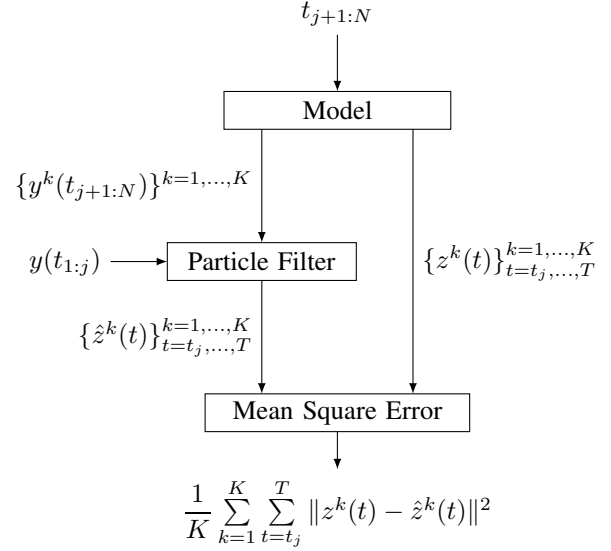 t_{j+1:N}
Model
\{y^k(t_{j+1:N})\}^{k=1,...,K}
y(t_{1:j})
Particle Filter
\{z^k(t)\}_{t=t_j,...,T}^{k=1,...,K}
\{\hat{z}^k(t)\}_{t=t_j,...,T}^{k=1,...,K}
Mean Square Error
\frac{1}{K} \sum_{k=1}^{K} \sum_{t=t_j}^{T} \|z^k(t) - \hat{z}^k(t)\|^2